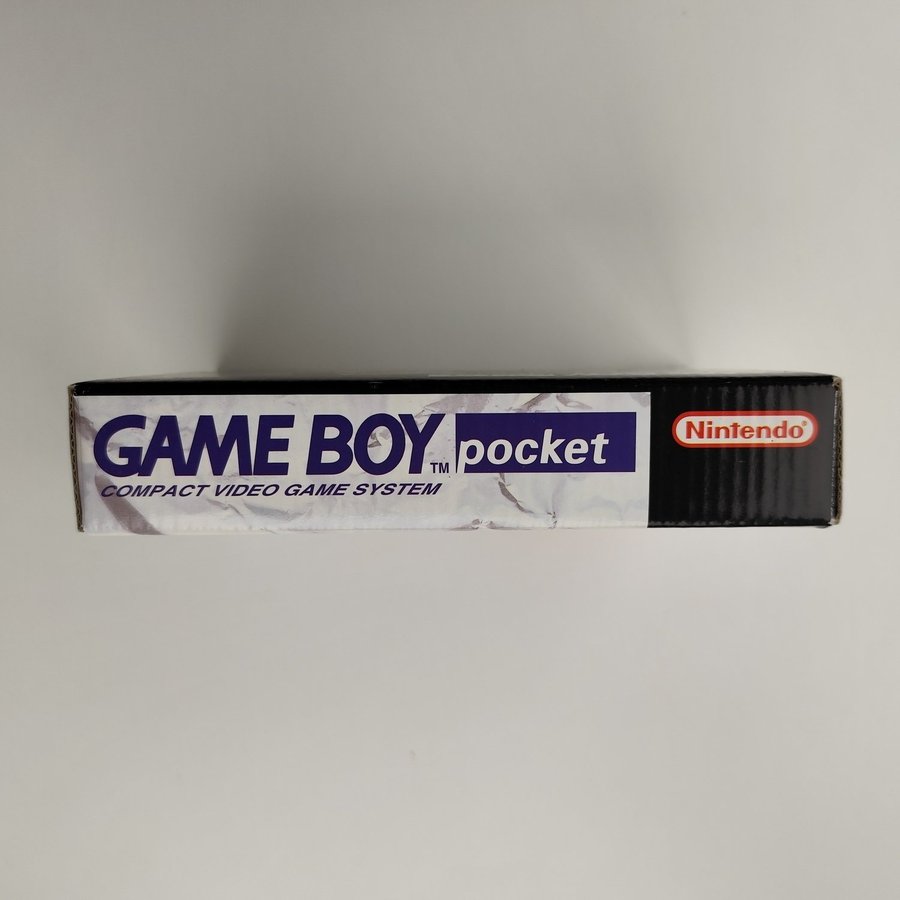 GAME BOY™ pocket
COMPACT VIDEO GAME SYSTEM
Nintendo®